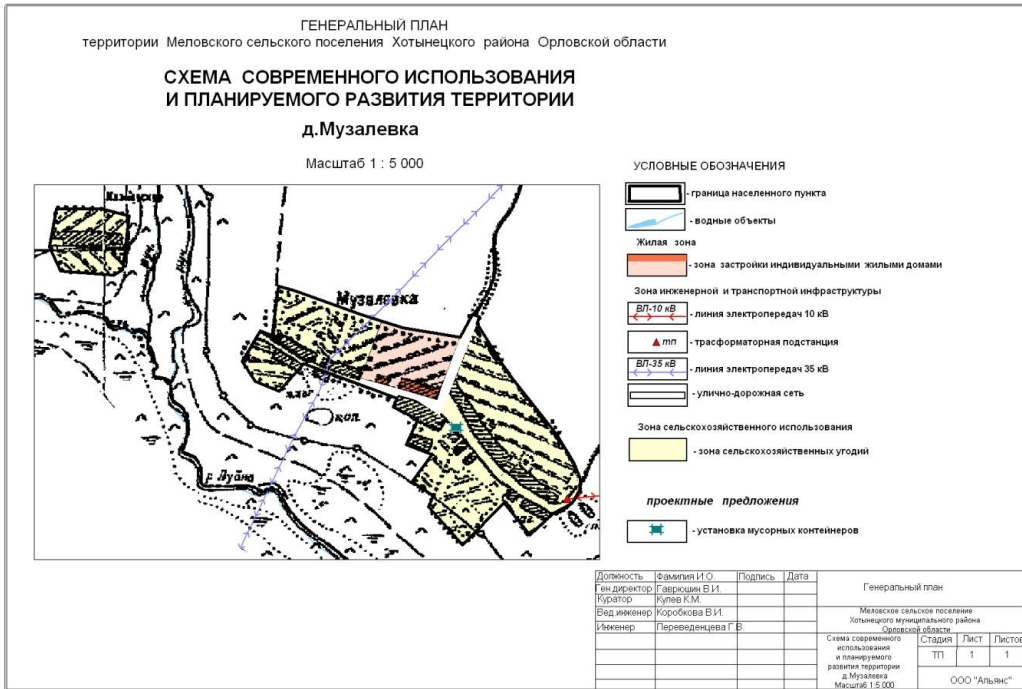 ГЕНЕРАЛЬНЫЙ ПЛАН
территории Меловского сельского поселения Хотынецкого района Орловской области
СХЕМА СОВРЕМЕННОГО ИСПОЛЬЗОВАНИЯ
И ПЛАНИРУЕМОГО РАЗВИТИЯ ТЕРРИТОРИИ
д.Музалевка
Масштаб 1 : 5 000
Музалевка
коп.
р. Лубна
УСЛОВНЫЕ ОБОЗНАЧЕНИЯ
- граница населенного пункта
- водные объекты
Жилая зона
- зона застройки индивидуальными жилыми домами
Зона инженерной и транспортной инфраструктуры
ВЛ-10 кВ - линия электропередач 10 кВ
тп - трасформаторная подстанция
ВЛ-35 кВ - линия электропередач 35 кВ
- улично-дорожная сеть
Зона сельскохозяйственного использования
- зона сельскохозяйственных угодий
проектные предложения
- установка мусорных контейнеров
Должность Фамилия И.О. Подпись Дата
Ген.директор Гаврюшин В.И.
Куратор Кулев К.М.
Вед.инженер Коробкова В.И.
Инженер Переведенцева Г.В.
Генеральный план
Меловское сельское поселение
Хотынецкого муниципального района
Орловской области
Схема современного
использования
и планируемого
развития территории
д.Музалевка
Масштаб 1:5 000
Стадия Лист Листов
ТП 1 1
ООО "Альянс"